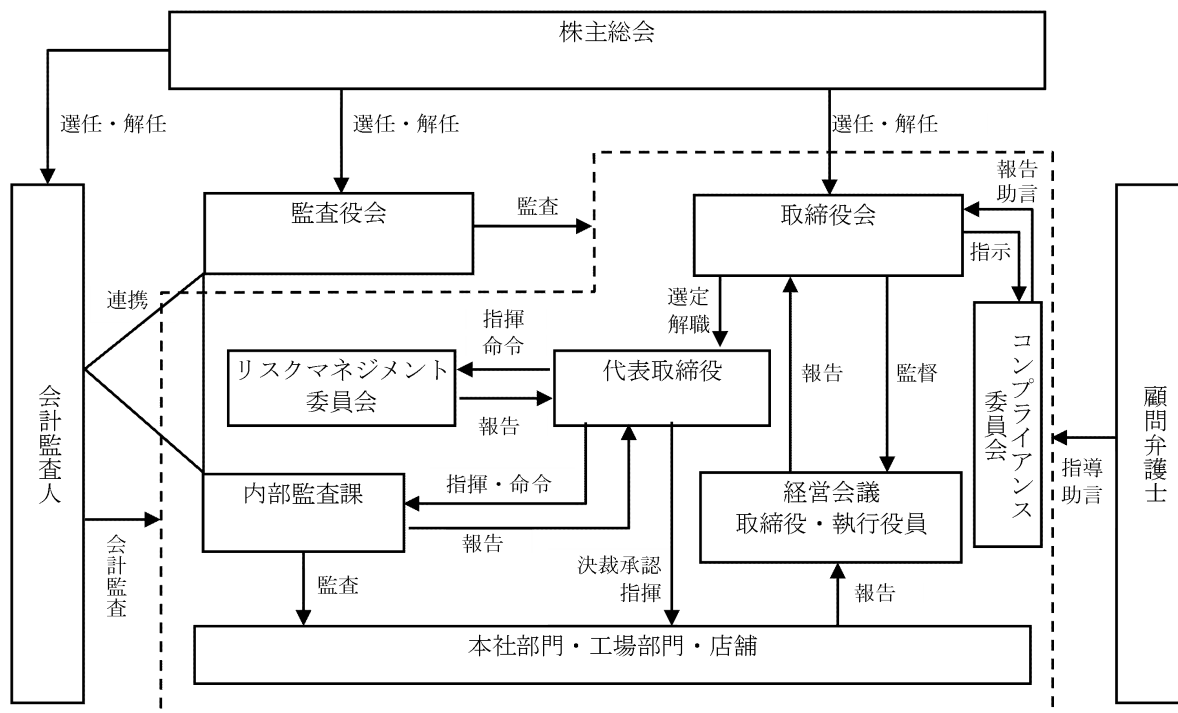 株主総会
選任・解任
選任・解任
選任・解任
監査役会
監査
取締役会
報告
助言
指示
連携
選定
解職
指揮
命令
リスクマネジメント
委員会
報告
代表取締役
報告
監督
コンプライアンス
委員会
会計監査人
顧問弁護士
指導
助言
内部監査課
指揮・命令
報告
経営会議
取締役・執行役員
会計監査
監査
決裁承認
指揮
報告
本社部門・工場部門・店舗